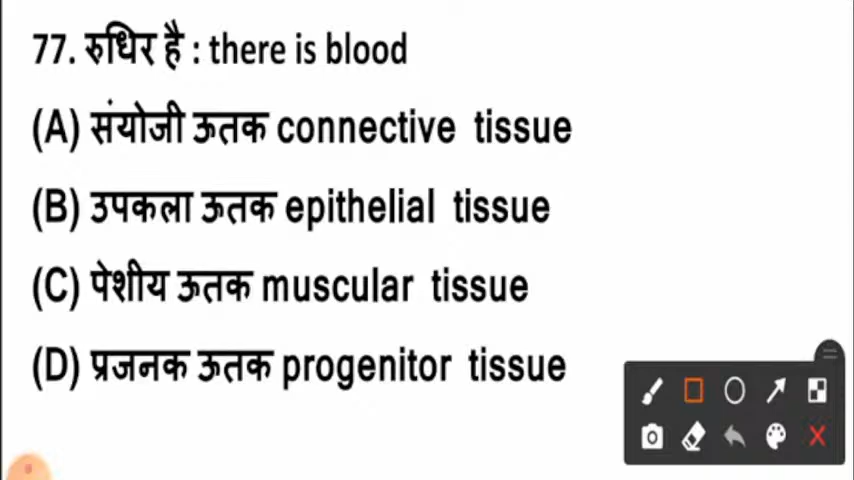 77. रुधिर है : there is blood
(A) संयोजी ऊतक connective tissue
(B) उपकला ऊतक epithelial tissue
(C) पेशीय ऊतक muscular tissue
(D) प्रजनक ऊतक progenitor tissue